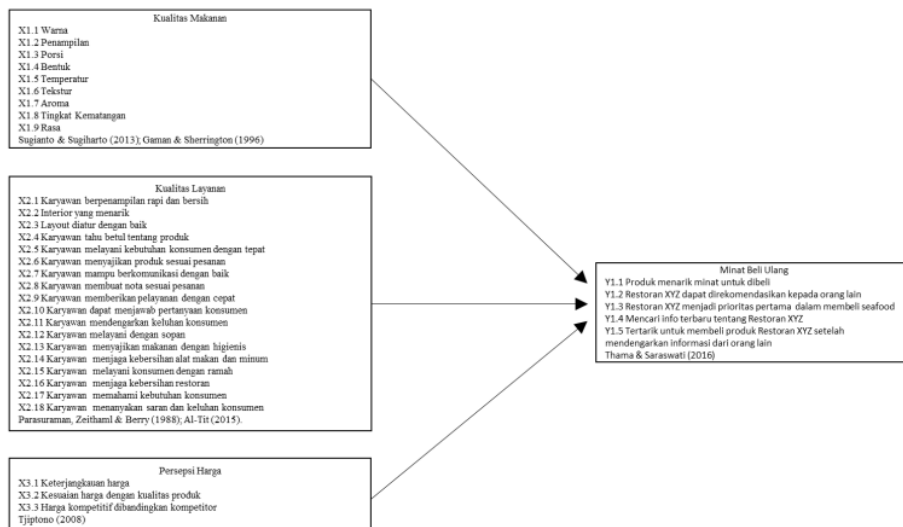 Kualitas Makanan
X1.1 Warna
X1.2 Penampilan
X1.3 Porsi
X1.4 Bentuk
X1.5 Temperatur
X1.6 Tekstur
X1.7 Aroma
X1.8 Tingkat Kematangan
X1.9 Rasa
Sugianto & Sugiharto (2013); Gaman & Sherrington (1996)
Kualitas Layanan
X2.1 Karyawan berpenampilan rapi dan bersih
X2.2 Interior yang menarik
X2.3 Layout diatur dengan baik
X2.4 Karyawan tahu betul tentang produk
X2.5 Karyawan melayani kebutuhan konsumen dengan tepat
X2.6 Karyawan menyajikan produk sesuai pesanan
X2.7 Karyawan mampu berkomunikasi dengan baik
X2.8 Karyawan membuat nota sesuai pesanan
X2.9 Karyawan memberikan pelayanan dengan cepat
X2.10 Karyawan dapat menjawab pertanyaan konsumen
X2.11 Karyawan mendengarkan keluhan konsumen
X2.12 Karyawan melayani dengan sopan
X2.13 Karyawan menyajikan makanan dengan higienis
X2.14 Karyawan menjaga kebersihan alat makan dan minum
X2.15 Karyawan melayani konsumen dengan ramah
X2.16 Karyawan menjaga kebersihan restoran
X2.17 Karyawan memahami kebutuhan konsumen
X2.18 Karyawan menanyakan saran dan keluhan konsumen
Parasuraman, Zeithaml & Berry (1988); Al-Tit (2015).
Persepsi Harga
X3.1 Keterjangkauan harga
X3.2 Kesuaian harga dengan kualitas produk
X3.3 Harga kompetitif dibandingkan kompetitor
Tjiptono (2008)
Minat Beli Ulang
Y1.1 Produk menarik minat untuk dibeli
Y1.2 Restoran XYZ dapat direkomendasikan kepada orang lain
Y1.3 Restoran XYZ menjadi prioritas pertama dalam membeli seafood
Y1.4 Mencari info terbaru tentang Restoran XYZ
Y1.5 Tertarik untuk membeli produk Restoran XYZ setelah
mendengarkan informasi dari orang lain
Thama & Saraswati (2016)